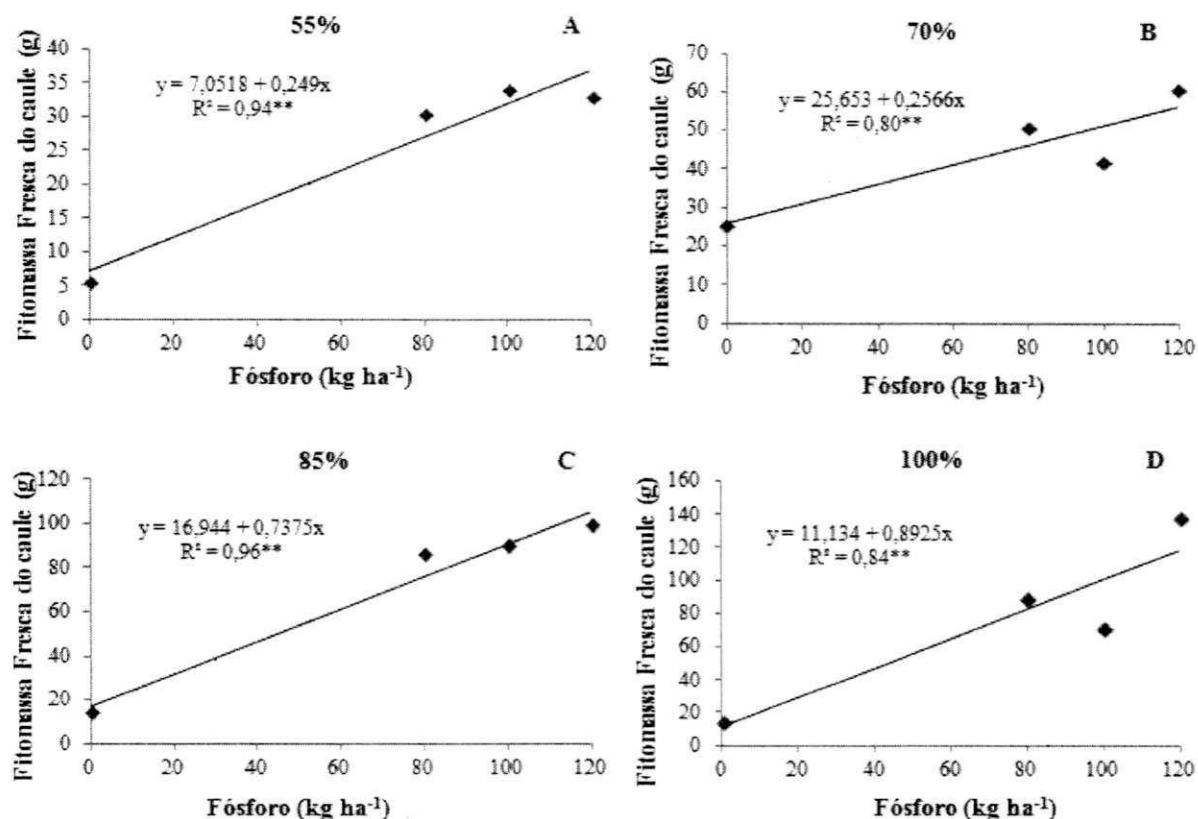 55% A
Fitomassa Fresca do caule (g)
40
35
30
25
20
15
10
5
0
y = 7,0518 + 0,249x
R² = 0,94**
0 20 40 60 80 100 120
Fósforo (kg ha⁻¹)
70% B
Fitomassa Fresca do caule (g)
70
60
50
40
30
20
10
0
y = 25,653 + 0,2566x
R² = 0,80**
0 20 40 60 80 100 120
Fósforo (kg ha⁻¹)
85% C
Fitomassa Fresca do caule (g)
120
100
80
60
40
20
0
y = 16,944 + 0,7375x
R² = 0,96**
0 20 40 60 80 100 120
Fósforo (kg ha⁻¹)
100% D
Fitomassa Fresca do caule (g)
160
140
120
100
80
60
40
20
0
y = 11,134 + 0,8925x
R² = 0,84**
0 20 40 60 80 100 120
Fósforo (kg ha⁻¹)